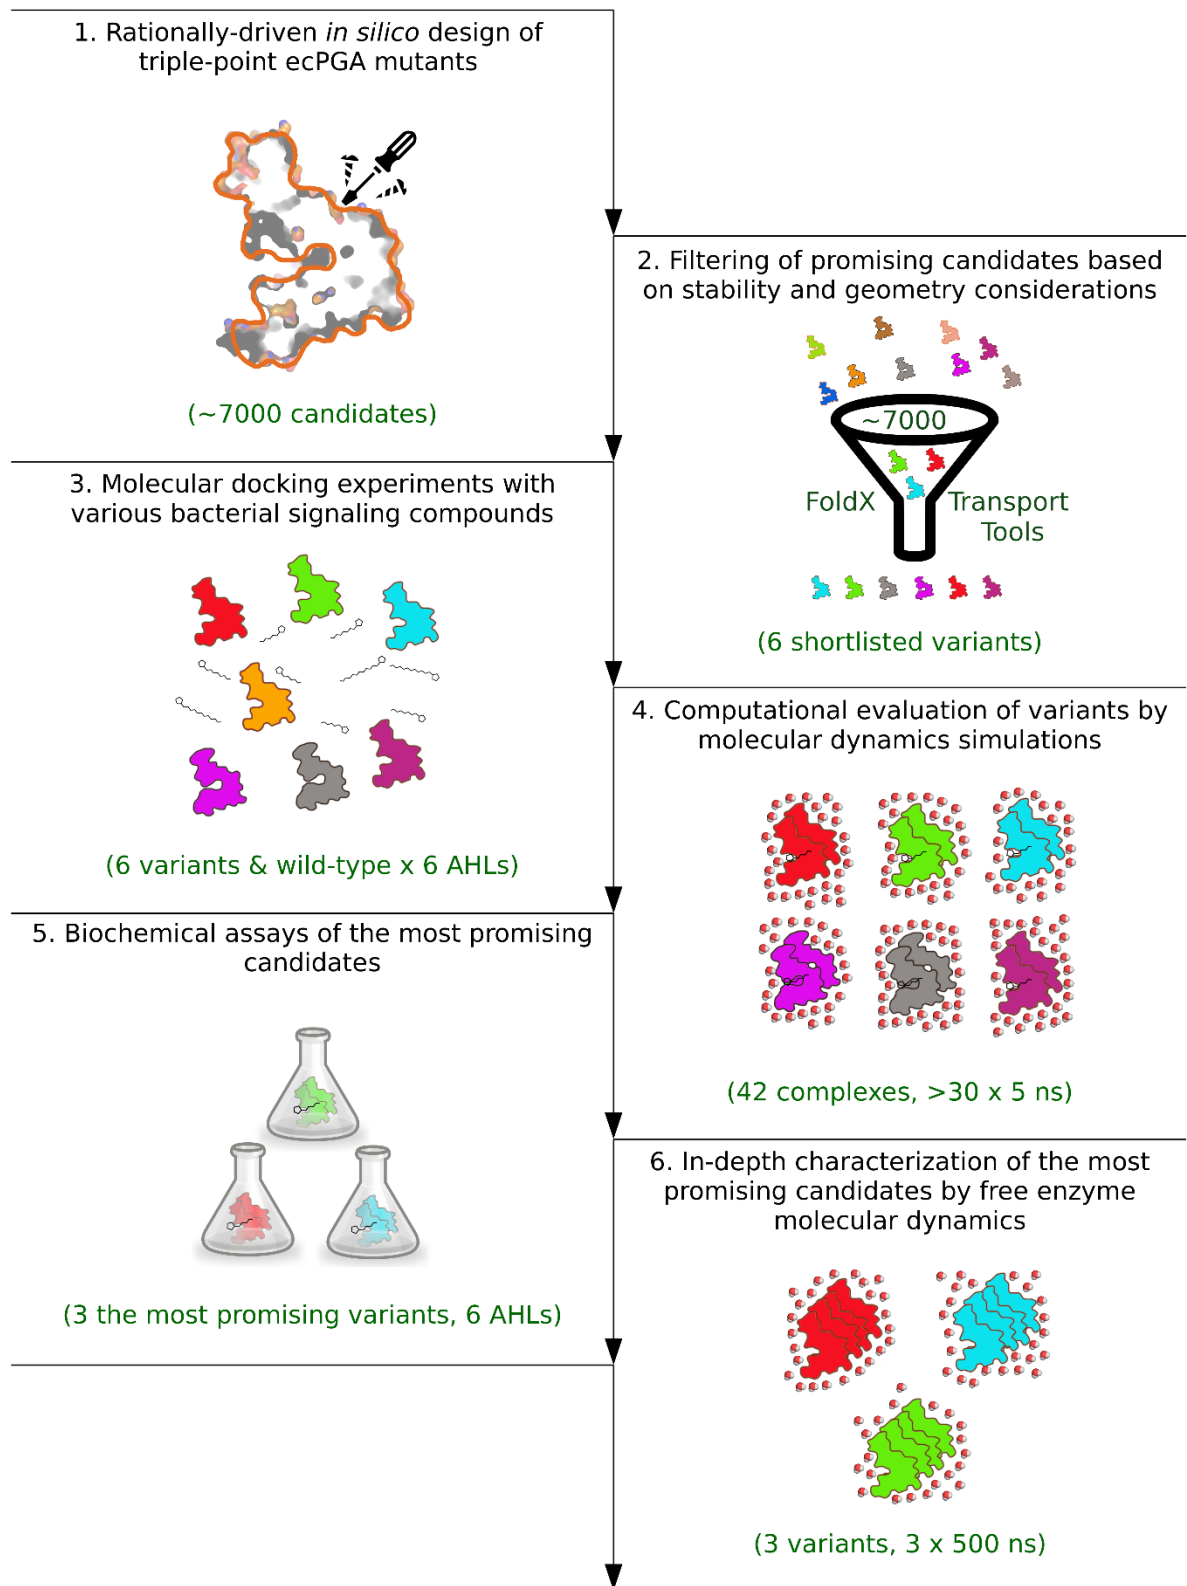 1. Rationally-driven in silico design of
triple-point ecPGA mutants
(~7000 candidates)
2. Filtering of promising candidates based
on stability and geometry considerations
~7000
FoldX
Transport
Tools
(6 shortlisted variants)
3. Molecular docking experiments with
various bacterial signaling compounds
(6 variants & wild-type x 6 AHLs)
4. Computational evaluation of variants by
molecular dynamics simulations
(42 complexes, >30 x 5 ns)
5. Biochemical assays of the most promising
candidates
(3 the most promising variants, 6 AHLs)
6. In-depth characterization of the most
promising candidates by free enzyme
molecular dynamics
(3 variants, 3 x 500 ns)